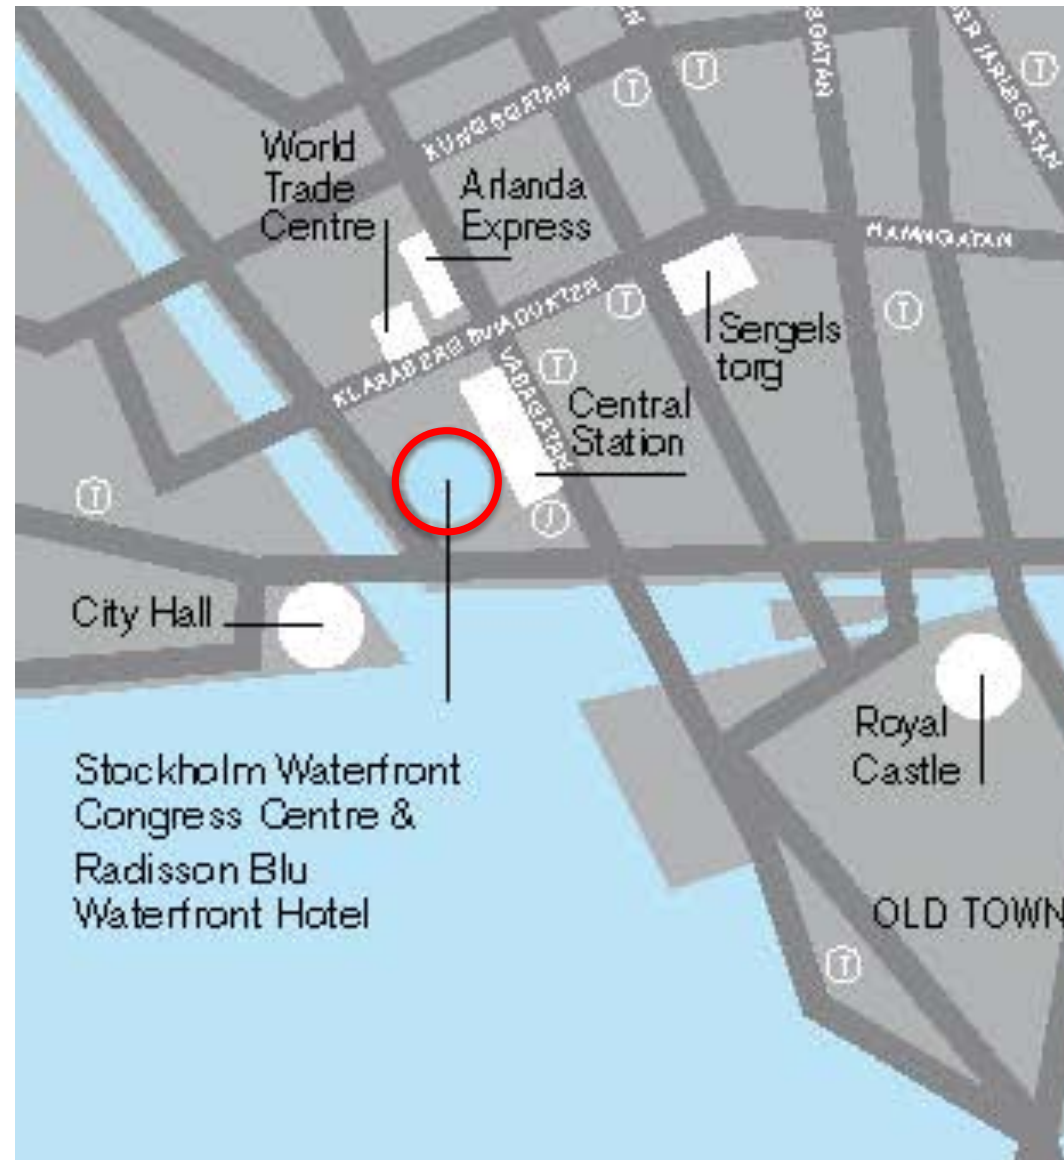 KUNGSGATAN
World
Trade
Centre
Arlanda
Express
HAMNGATAN
KLARABERGSVIADUKTEN
VASAGATAN
Sergels
torg
Central
Station
City Hall
Royal
Castle
Stockholm Waterfront
Congress Centre &
Radisson Blu
Waterfront Hotel
OLD TOWN
T
T
T
T
T
T
T
T
J